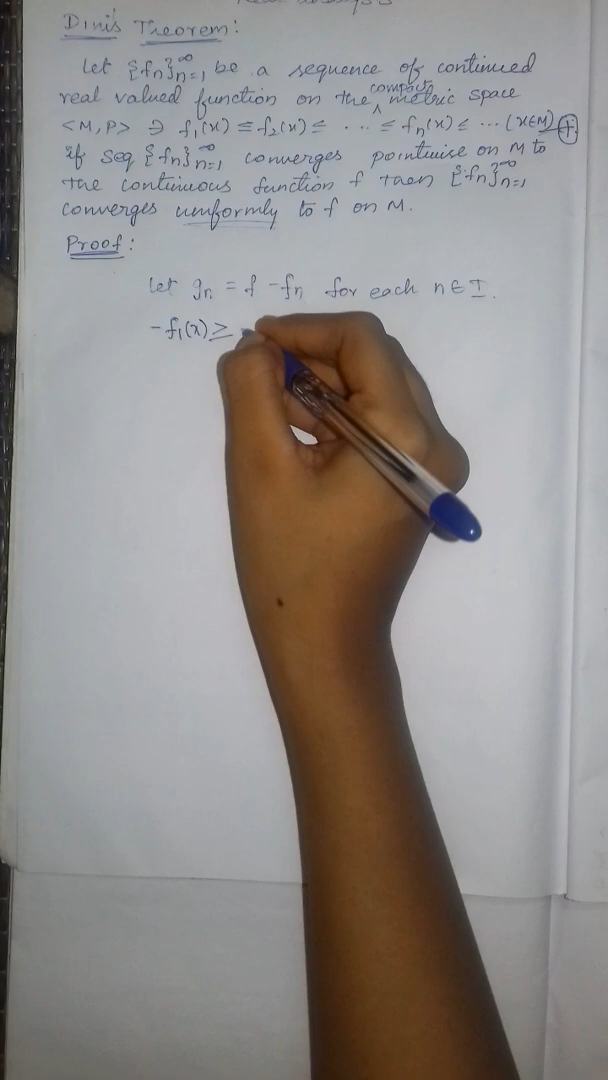 Real analysis
Dini's Theorem:
Let {fn}∞n=1 be a sequence of continued
real valued function on the compact metric space
<M, P> ∋ f1(x) ≤ f2(x) ≤ ... ≤ fn(x) ≤ ... (x∈M)
if seq {fn}∞n=1 converges pointwise on M to
the continuous function f then {fn}∞n=1
converges uniformly to f on M.
Proof:
Let gn = f - fn for each n ∈ I.
-f1(x) ≥